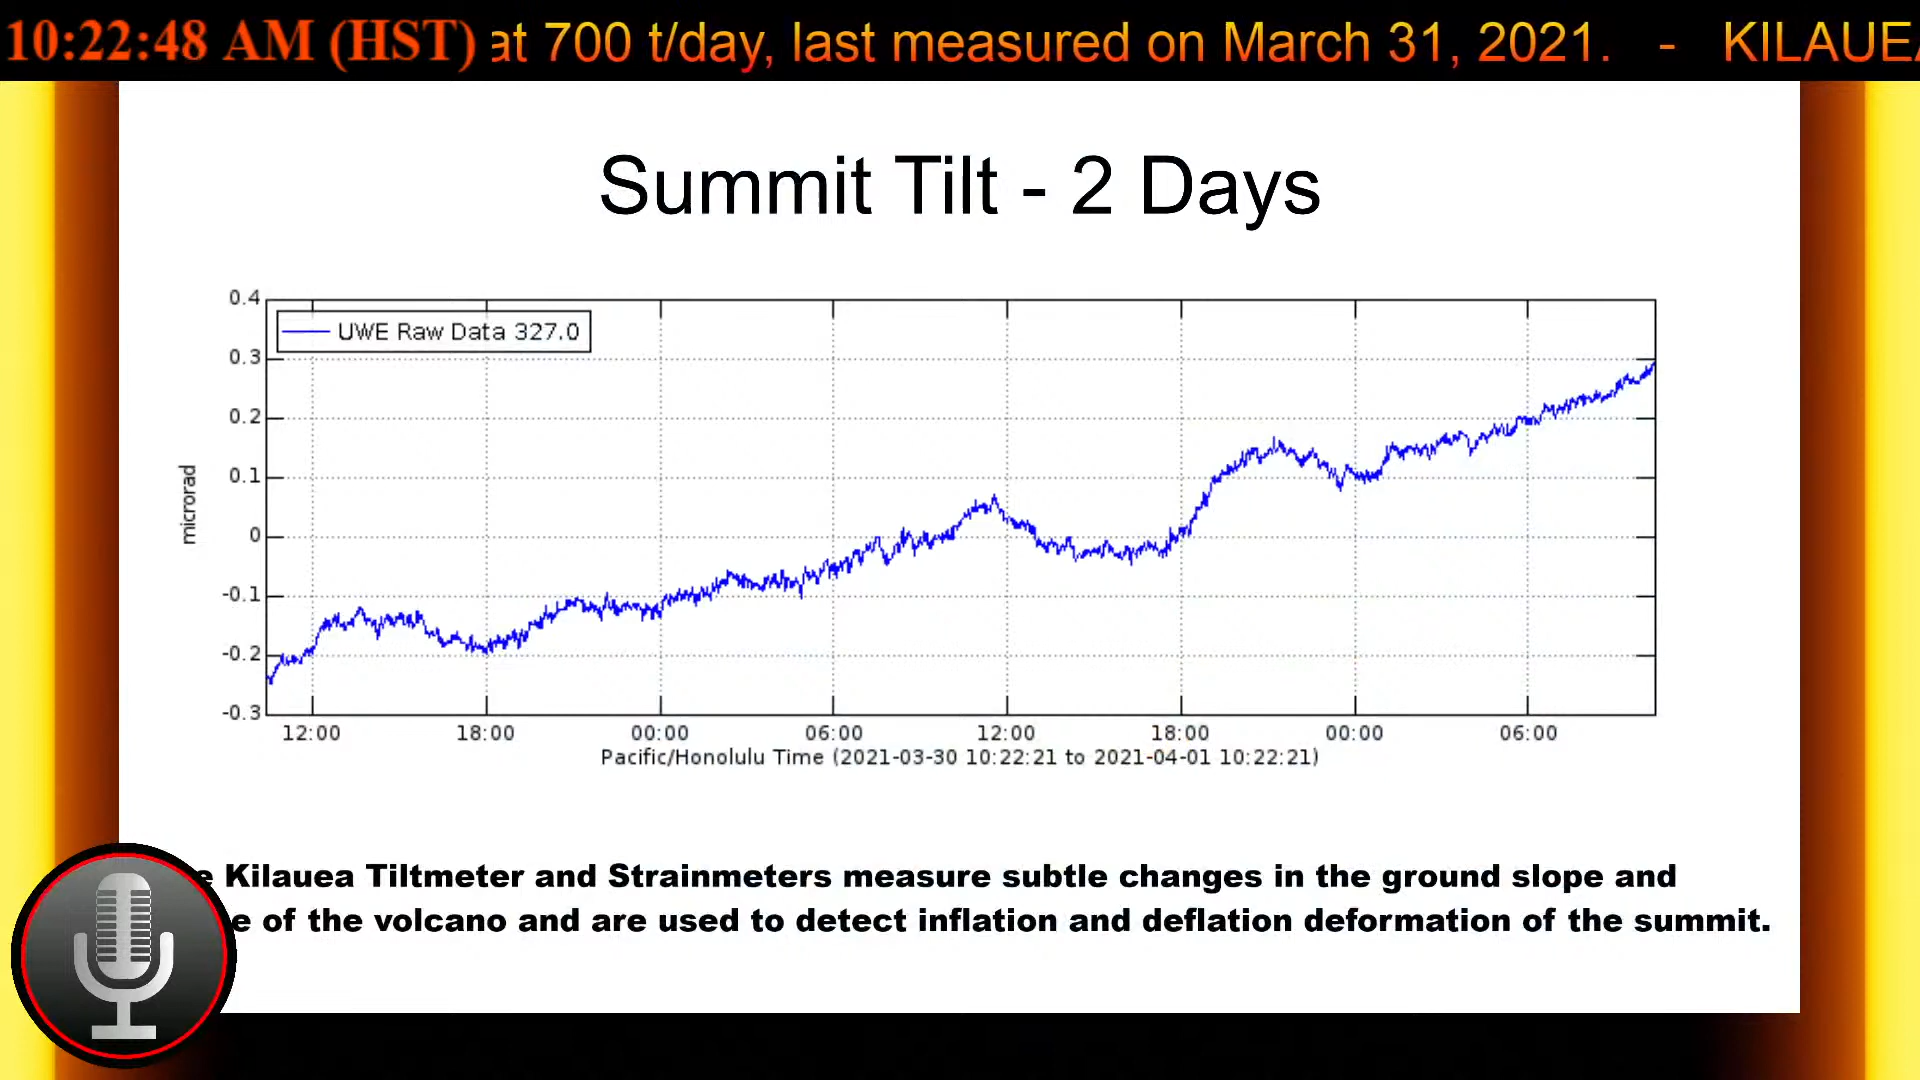 10:22:48 AM (HST) at 700 t/day, last measured on March 31, 2021. - KILAUEA
Summit Tilt - 2 Days
0.4
UWE Raw Data 327.0
0.3
0.2
0.1
microrad
0
-0.1
-0.2
-0.3
12:00 18:00 00:00 06:00 12:00 18:00 00:00 06:00
Pacific/Honolulu Time (2021-03-30 10:22:21 to 2021-04-01 10:22:21)
Kilauea Tiltmeter and Strainmeters measure subtle changes in the ground slope and
of the volcano and are used to detect inflation and deflation deformation of the summit.